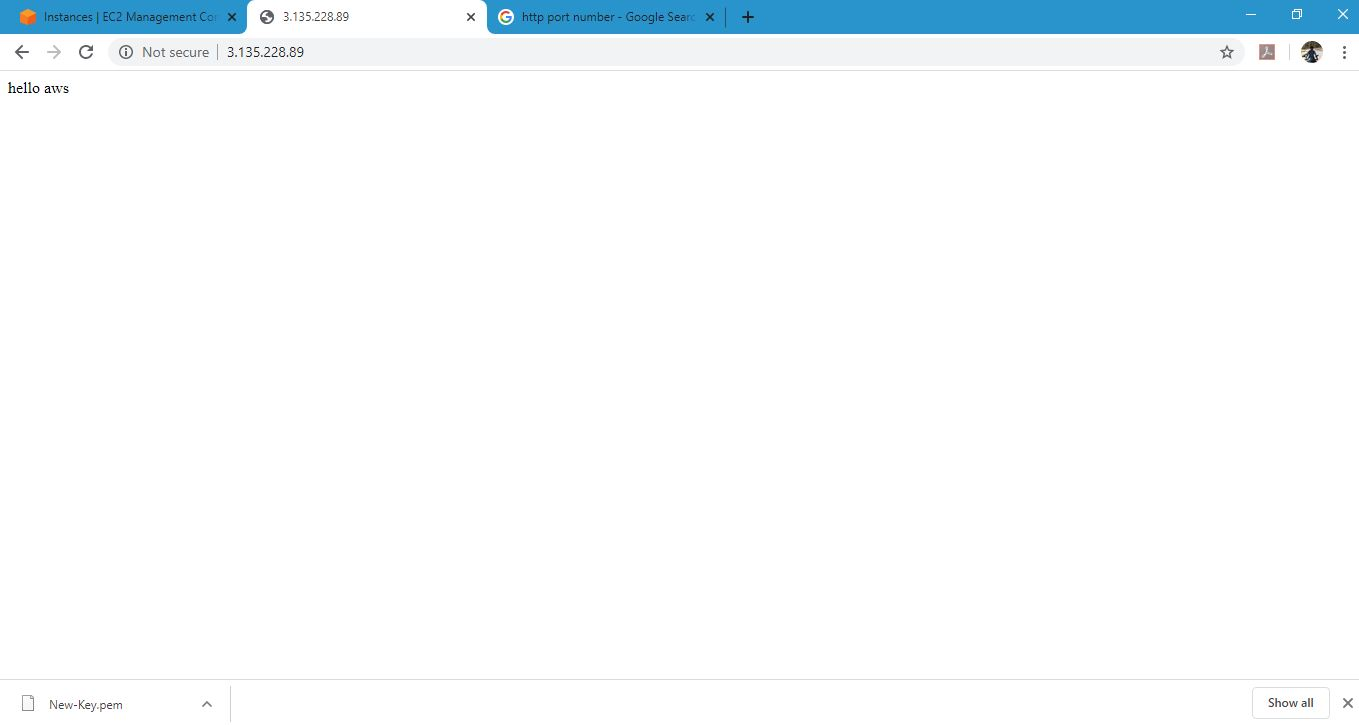 Instances | EC2 Management Con
3.135.228.89
http port number - Google Searc
Not secure
3.135.228.89
hello aws
New-Key.pem
Show all